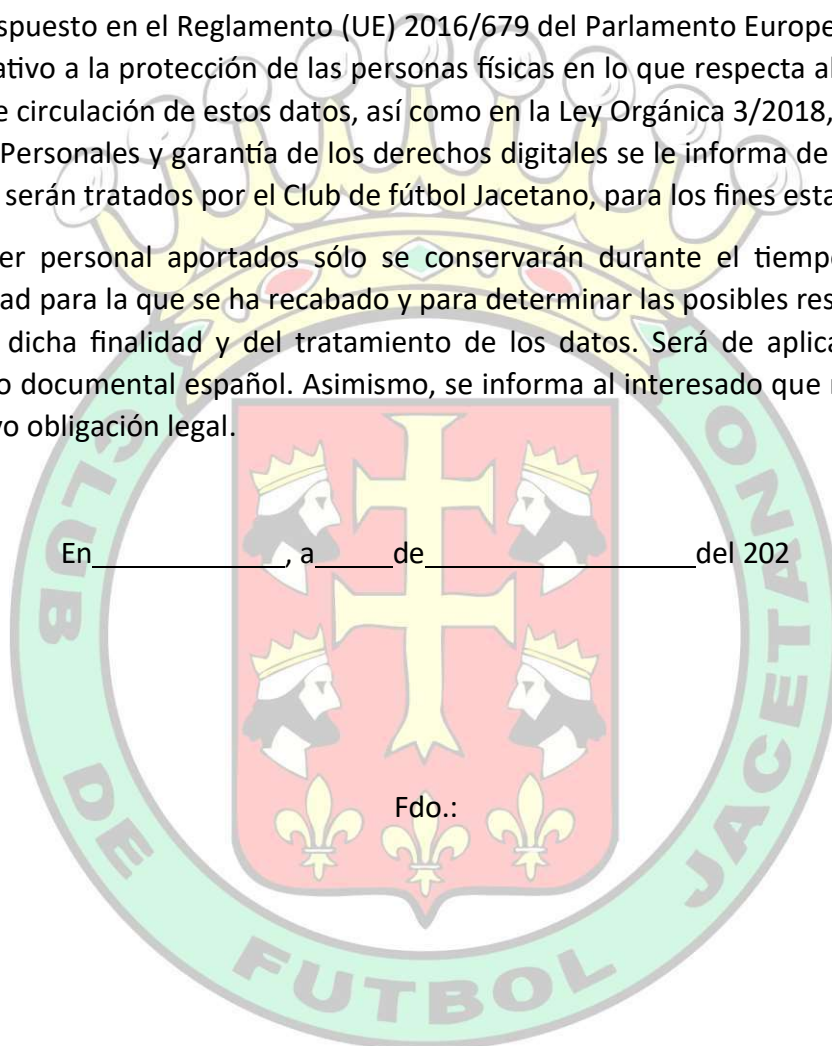 spuesto en el Reglamento (UE) 2016/679 del Parlamento Europe
ativo a la protección de las personas físicas en lo que respecta al
e circulación de estos datos, así como en la Ley Orgánica 3/2018,
Personales y garantía de los derechos digitales se le informa de
serán tratados por el Club de fútbol Jacetano, para los fines esta
er personal aportados sólo se conservarán durante el tiempo
ad para la que se ha recabado y para determinar las posibles res
dicha finalidad y del tratamiento de los datos. Será de aplica
o documental español. Asimismo, se informa al interesado que
vo obligación legal.
En_____________, a_____de__________________del 202
Fdo.:
CLUB DE FUTBOL JACETANO